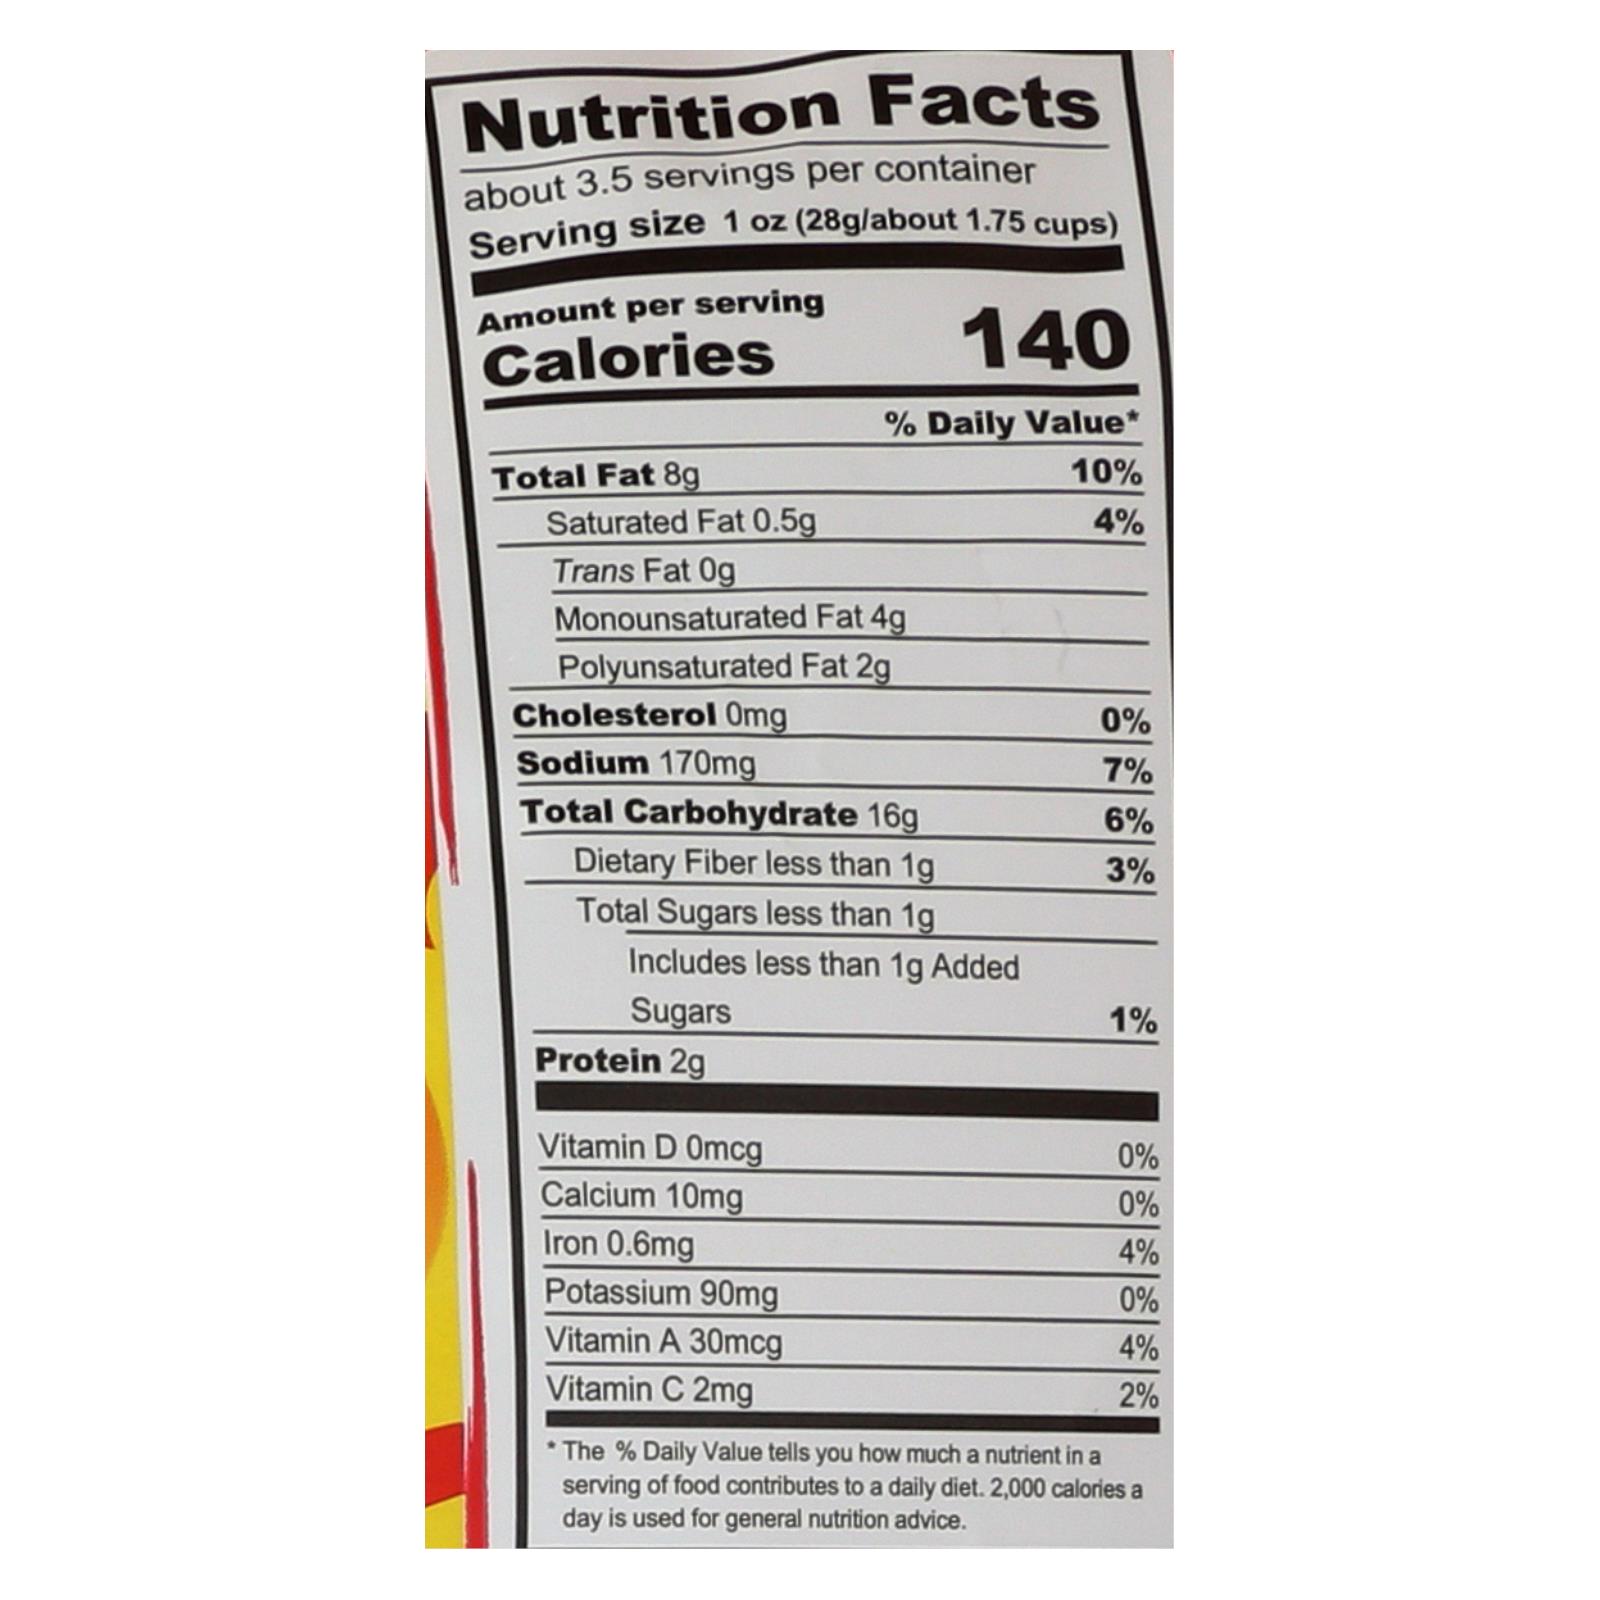 Nutrition Facts
about 3.5 servings per container
Serving size 1 oz (28g/about 1.75 cups)
Amount per serving
Calories 140
% Daily Value*
Total Fat 8g 10%
Saturated Fat 0.5g 4%
Trans Fat 0g
Monounsaturated Fat 4g
Polyunsaturated Fat 2g
Cholesterol 0mg 0%
Sodium 170mg 7%
Total Carbohydrate 16g 6%
Dietary Fiber less than 1g 3%
Total Sugars less than 1g
Includes less than 1g Added
Sugars 1%
Protein 2g
Vitamin D 0mcg 0%
Calcium 10mg 0%
Iron 0.6mg 4%
Potassium 90mg 0%
Vitamin A 30mcg 4%
Vitamin C 2mg 2%
* The % Daily Value tells you how much a nutrient in a
serving of food contributes to a daily diet. 2,000 calories a
day is used for general nutrition advice.